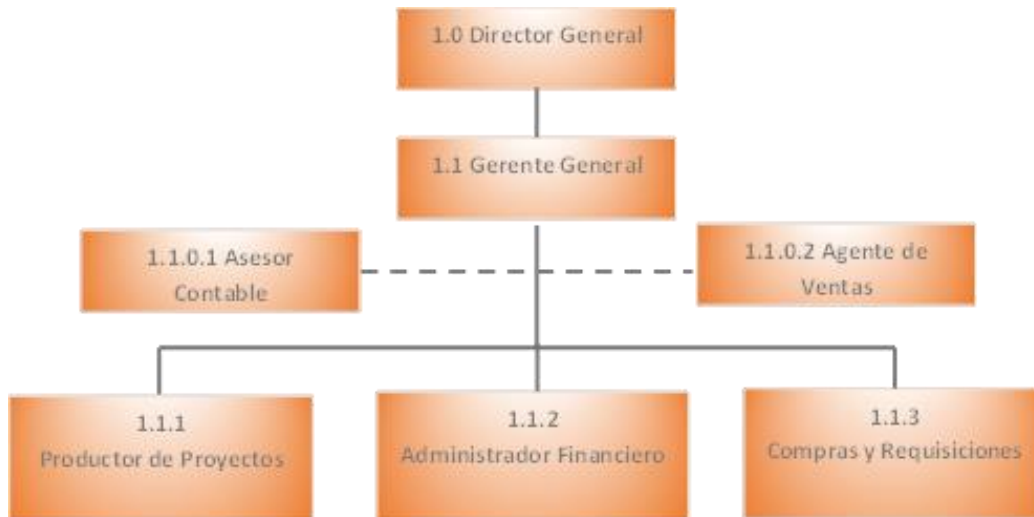 1.0 Director General
1.1 Gerente General
1.1.0.1 Asesor
Contable
1.1.0.2 Agente de
Ventas
1.1.1
Productor de Proyectos
1.1.2
Administrador Financiero
1.1.3
Compras y Requisiciones